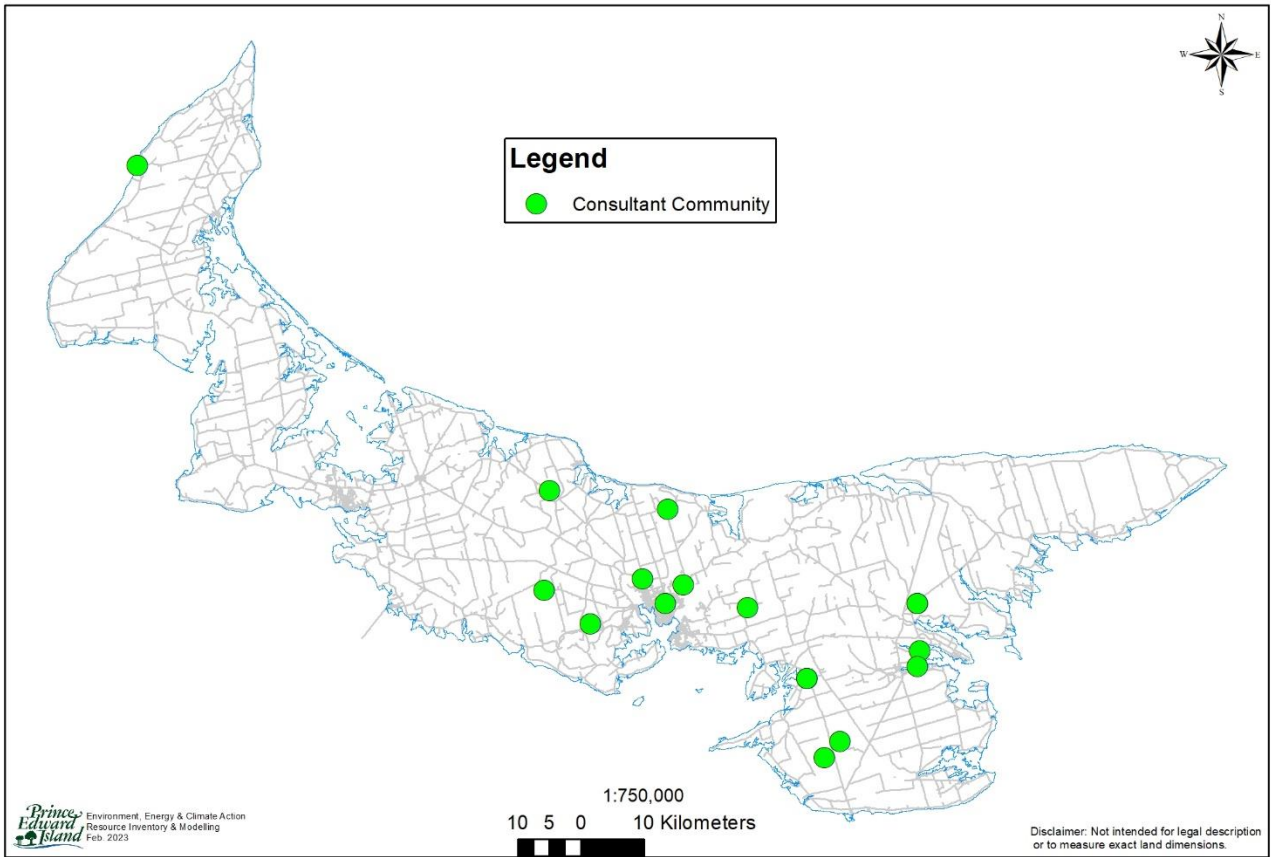 N
W E
S
Legend
Consultant Community
1:750,000
10 5 0 10 Kilometers
Prince
Edward
Island
Environment, Energy & Climate Action
Resource Inventory & Modelling
Feb. 2023
Disclaimer: Not intended for legal description
or to measure exact land dimensions.